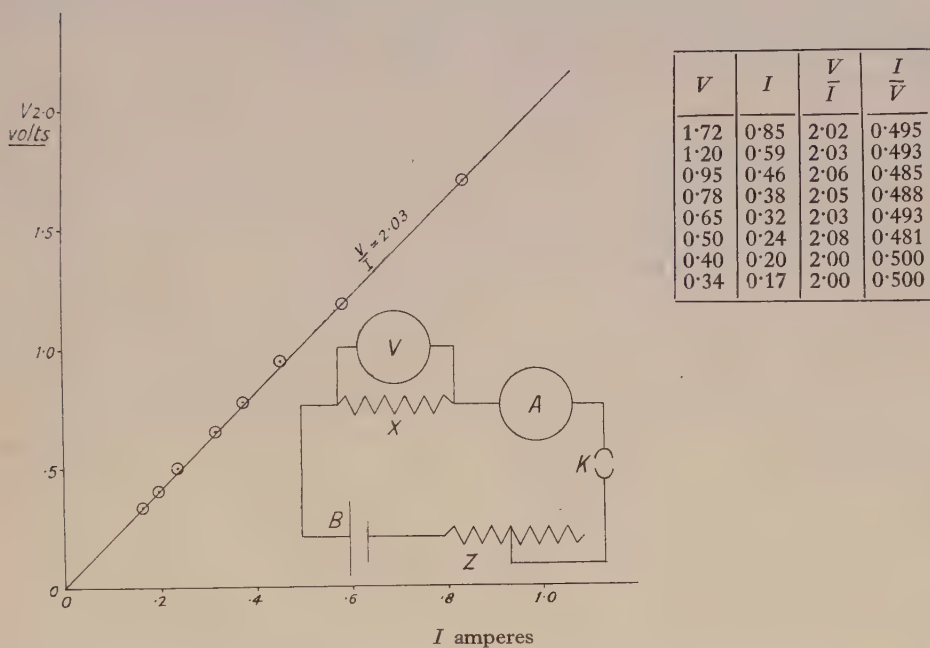 V 2·0
volts
1·5
1·0
·5
0
0 ·2 ·4 ·6 ·8 1·0
I amperes
V/I = 2·03
V
X
A
K
B
Z
V I V/I I/V
1·72 0·85 2·02 0·495
1·20 0·59 2·03 0·493
0·95 0·46 2·06 0·485
0·78 0·38 2·05 0·488
0·65 0·32 2·03 0·493
0·50 0·24 2·08 0·481
0·40 0·20 2·00 0·500
0·34 0·17 2·00 0·500